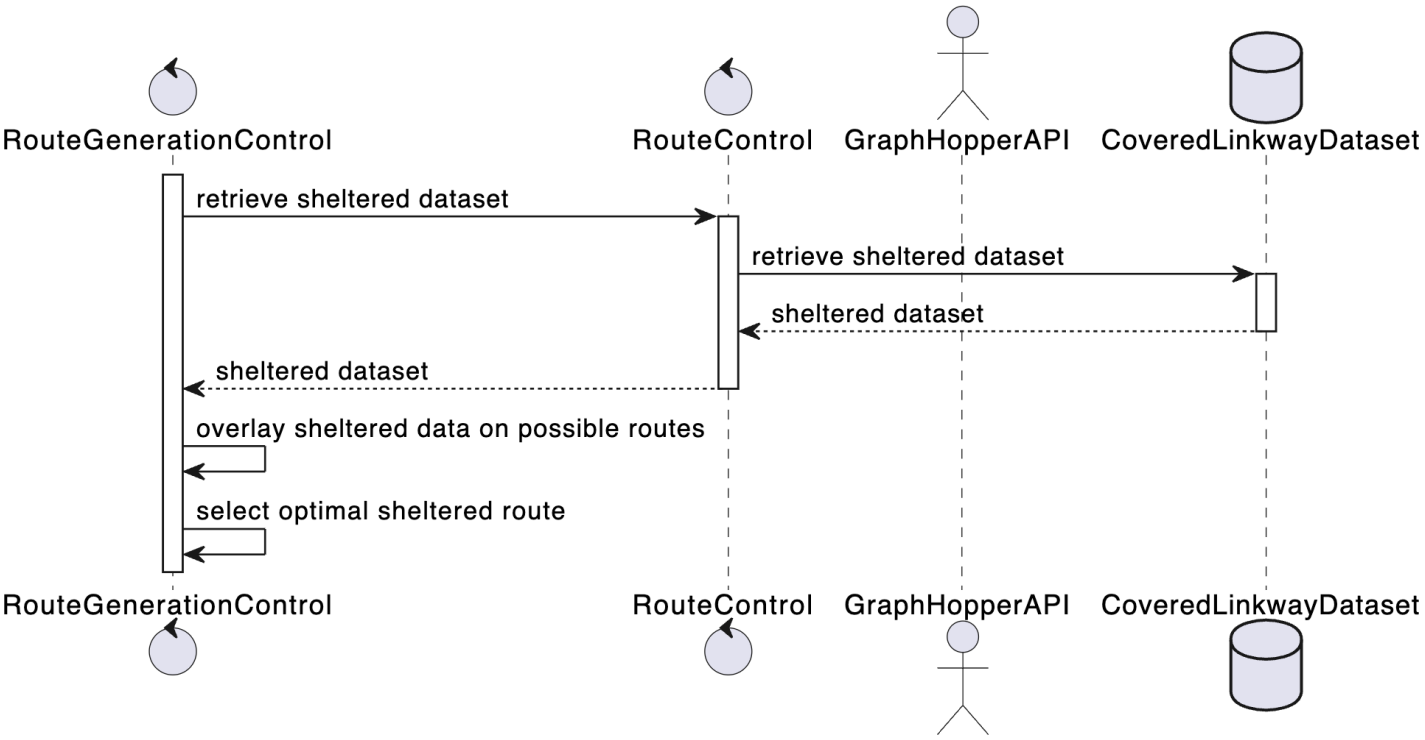 RouteGenerationControl
RouteControl
GraphHopperAPI
CoveredLinkwayDataset
retrieve sheltered dataset
retrieve sheltered dataset
sheltered dataset
sheltered dataset
overlay sheltered data on possible routes
select optimal sheltered route
RouteGenerationControl
RouteControl
GraphHopperAPI
CoveredLinkwayDataset